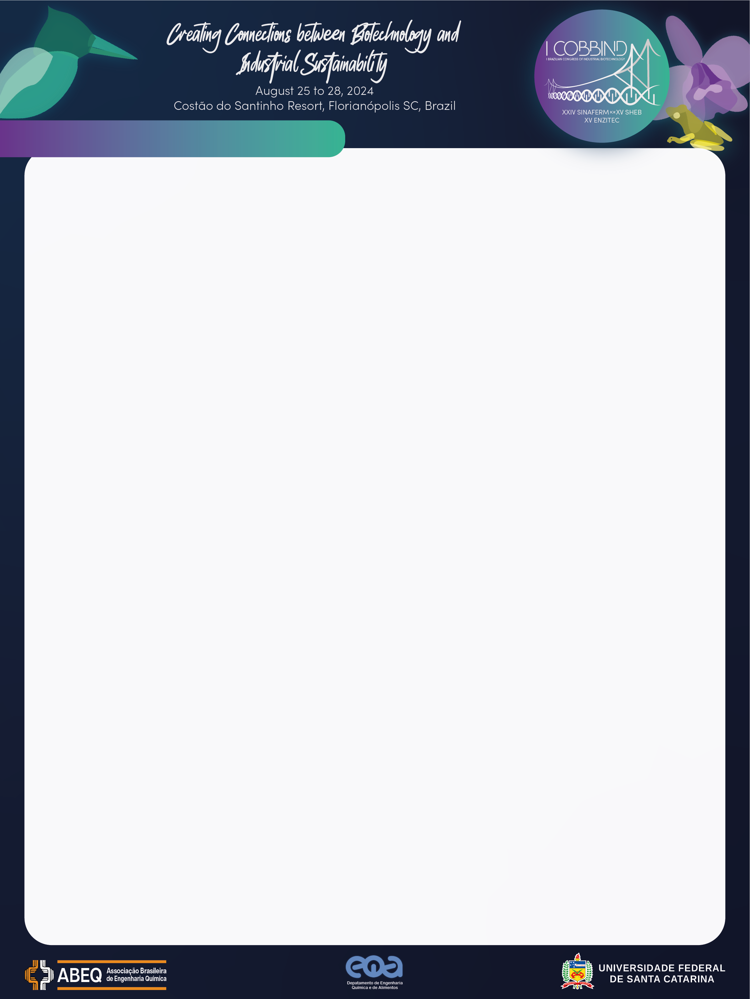 Creating Connections between Biotechnology and
Industrial Sustainability
August 25 to 28, 2024
Costão do Santinho Resort, Florianópolis SC, Brazil
I COBBIND
I BRAZILIAN CONGRESS OF INDUSTRIAL BIOTECHNOLOGY
XXIV SINAFERM XV SHEB
XV ENZITEC
ABEQ
Associação Brasileira
de Engenharia Química
eqa
Depatamento de Engenharia
Química e de Alimentos
UNIVERSIDADE FEDERAL
DE SANTA CATARINA